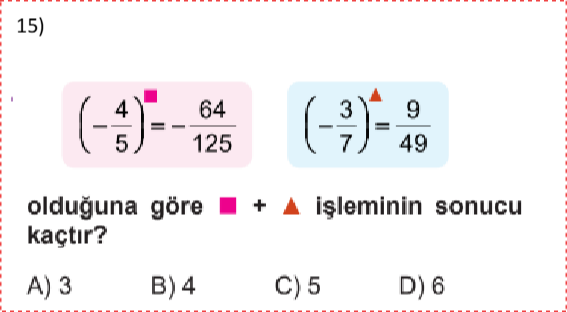 15)
(-4/5)^■ = -64/125    (-3/7)^▲ = 9/49
olduğuna göre ■ + ▲ işleminin sonucu
kaçtır?
A) 3    B) 4    C) 5    D) 6